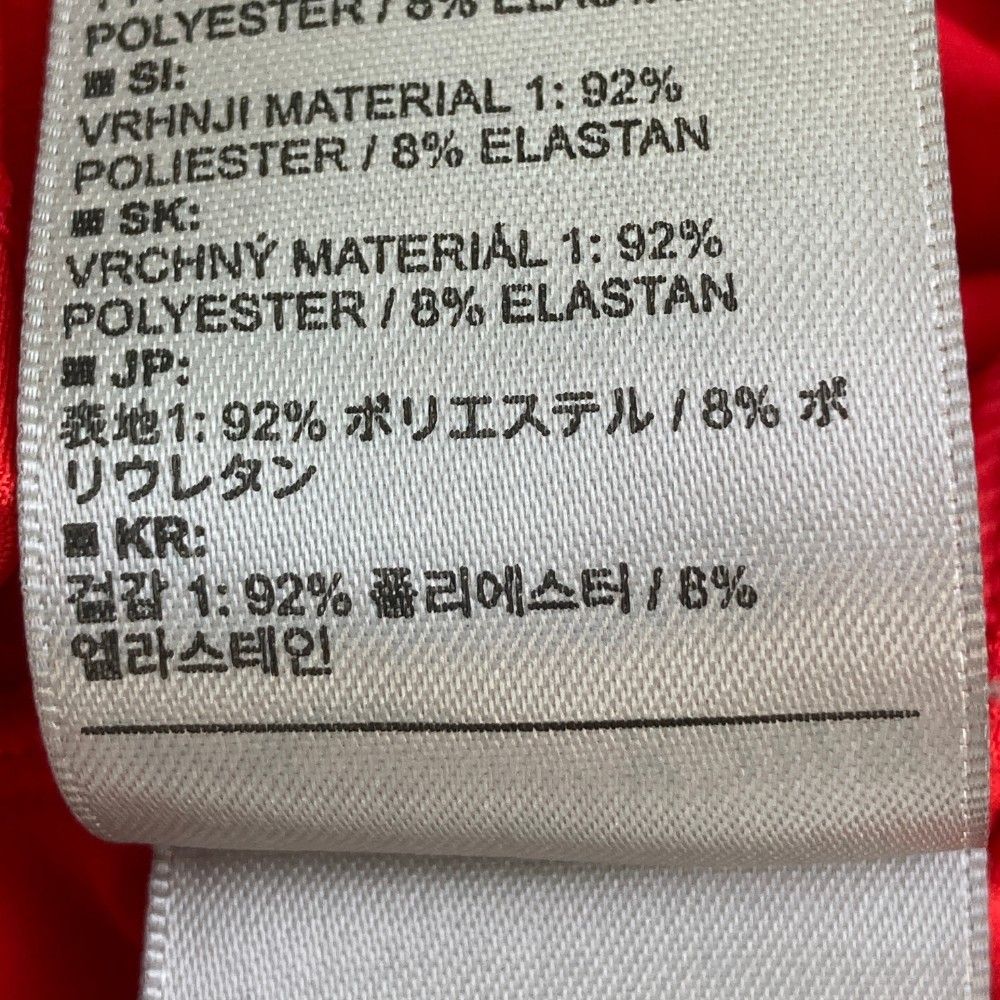 POLYESTER / 8%
■ SI:
VRHNJI MATERIAL 1: 92%
POLIESTER / 8% ELASTAN
■ SK:
VRCHNÝ MATERIÁL 1: 92%
POLYESTER / 8% ELASTAN
■ JP:
表地1: 92% ポリエステル / 8% ポ
リウレタン
■ KR:
겉감 1: 92% 폴리에스터 / 8%
엘라스테인